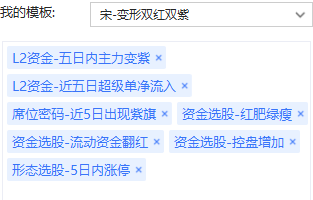 我的模板: 宋-变形双红双紫
L2资金-五日内主力变紫 ×
L2资金-近五日超级单净流入 ×
席位密码-近5日出现紫旗 × 资金选股-红肥绿瘦 ×
资金选股-流动资金翻红 × 资金选股-控盘增加 ×
形态选股-5日内涨停 ×